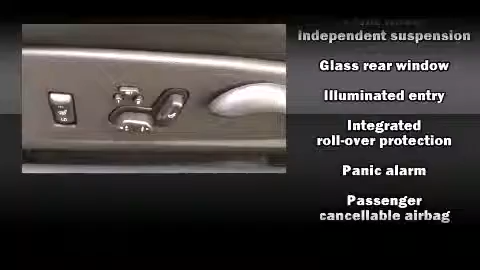 independent suspension
Glass rear window
Illuminated entry
Integrated
roll-over protection
Panic alarm
Passenger
cancellable airbag